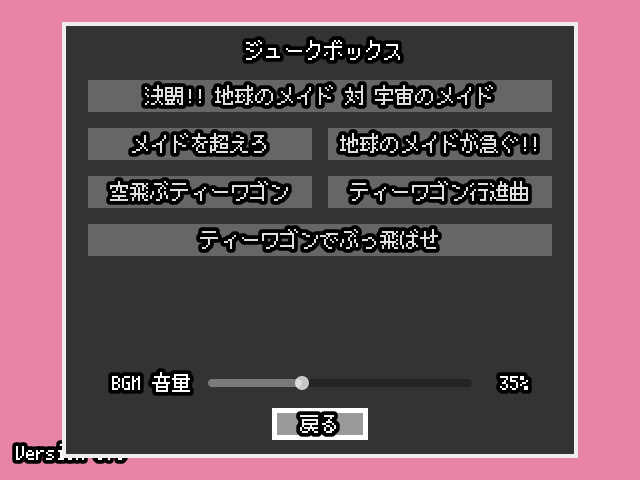 ジュークボックス
決闘!! 地球のメイド 対 宇宙のメイド
メイドを超えろ 地球のメイドが急ぐ!!
空飛ぶティーワゴン ティーワゴン行進曲
ティーワゴンでぶっ飛ばせ
BGM 音量 35%
戻る
Version